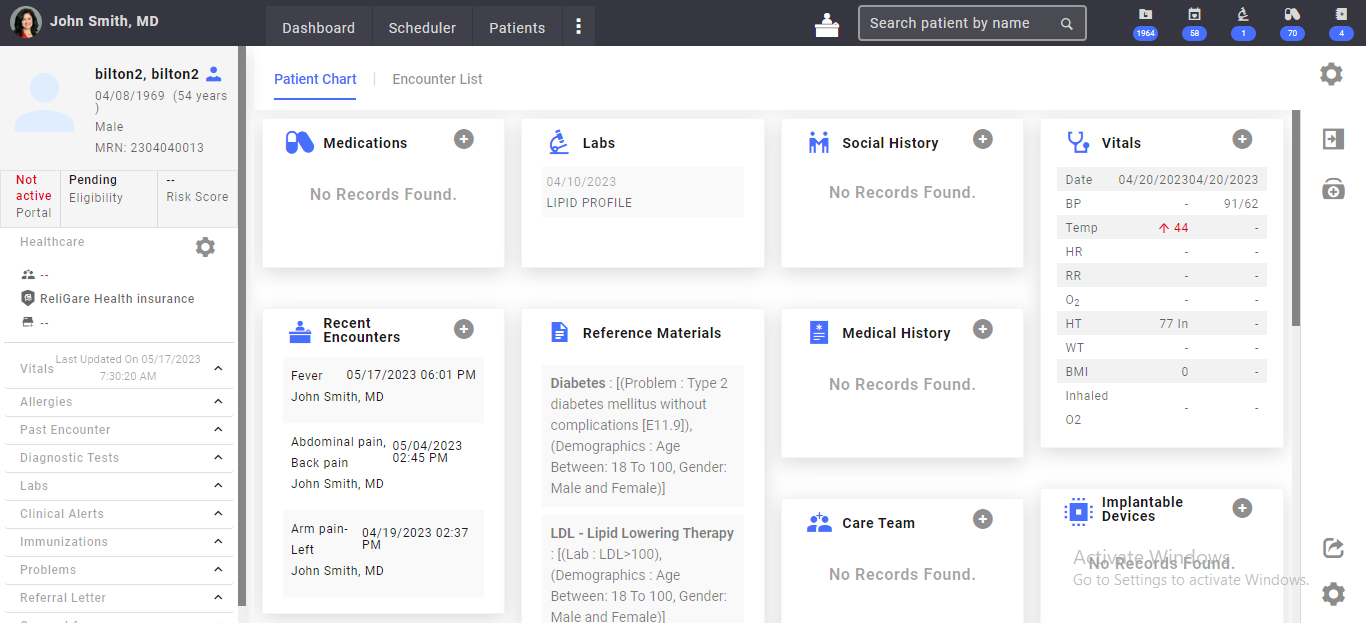 John Smith, MD
Dashboard
Scheduler
Patients
Search patient by name
1964
58
1
70
4
bilton2, bilton2
04/08/1969 (54 years
)
Male
MRN: 2304040013
Not
active
Portal
Pending
Eligibility
--
Risk Score
Healthcare
--
ReliGare Health insurance
--
Vitals
Last Updated On 05/17/2023
7:30:20 AM
Allergies
Past Encounter
Diagnostic Tests
Labs
Clinical Alerts
Immunizations
Problems
Referral Letter
Patient Chart
Encounter List
Medications
No Records Found.
Labs
04/10/2023
LIPID PROFILE
Social History
No Records Found.
Vitals
Date 04/20/202304/20/2023
BP - 91/62
Temp 44 -
HR - -
RR - -
O2 - -
HT 77 In -
WT - -
BMI 0 -
Inhaled
O2 - -
Recent
Encounters
Fever 05/17/2023 06:01 PM
John Smith, MD
Abdominal pain,
Back pain
05/04/2023
02:45 PM
John Smith, MD
Arm pain-
Left
04/19/2023 02:37
PM
John Smith, MD
Reference Materials
Diabetes : [(Problem : Type 2
diabetes mellitus without
complications [E11.9]),
(Demographics : Age
Between: 18 To 100, Gender:
Male and Female)]
LDL - Lipid Lowering Therapy
: [(Lab : LDL>100),
(Demographics : Age
Between: 18 To 100, Gender:
Male and Female)]
Medical History
No Records Found.
Care Team
No Records Found.
Implantable
Devices
No Records Found.
Activate Windows
Go to Settings to activate Windows.